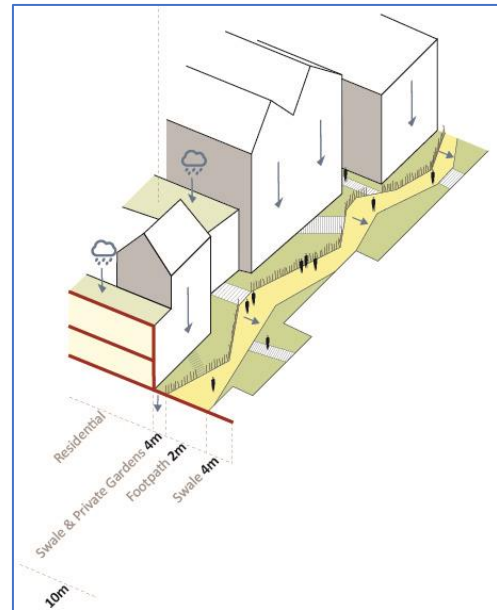 Residential
Swale & Private Gardens 4m
Footpath 2m
Swale 4m
10m